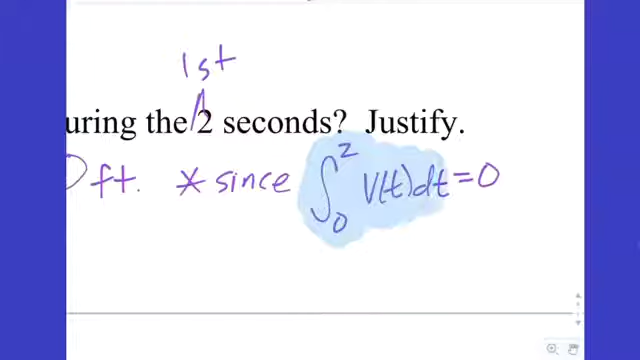 1st
uring the 2 seconds? Justify.
ft. * since ∫₀² V(t)dt = 0